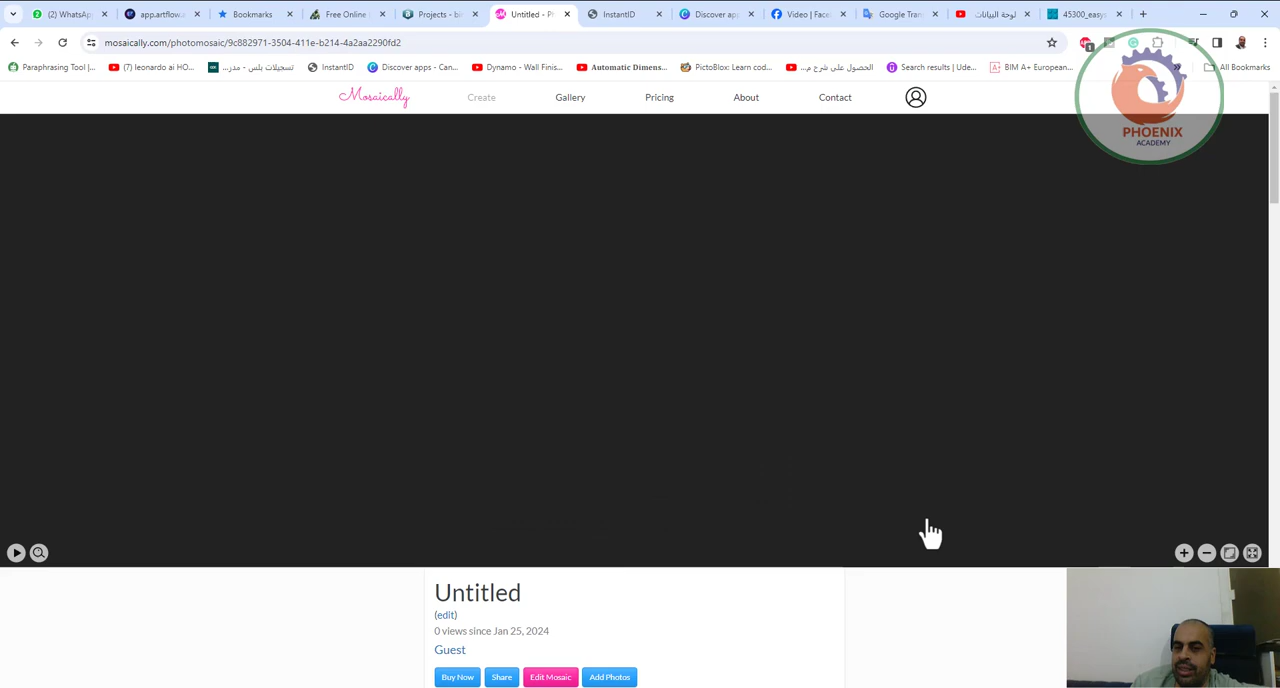 (2) WhatsAp
app.artflow.a
Bookmarks
Free Online
Projects – bi
Untitled - P
InstantID
Discover ap
Video | Face
Google Tran
لوحة البيانات
45300_easy
mosaically.com/photomosaic/9c882971-3504-411e-b214-4a2aa2290fd2
Paraphrasing Tool |...
(7) leonardo ai HO...
تسجيلات بلس - مدر...
InstantID
Discover apps - Can...
Dynamo - Wall Finis...
Automatic Dimens...
PictoBlox: Learn cod...
الحصول على شرح م...
Search results | Ude...
BIM A+ European...
All Bookmarks
Mosaically
Create
Gallery
Pricing
About
Contact
PHOENIX
ACADEMY
Untitled
(edit)
0 views since Jan 25, 2024
Guest
Buy Now
Share
Edit Mosaic
Add Photos